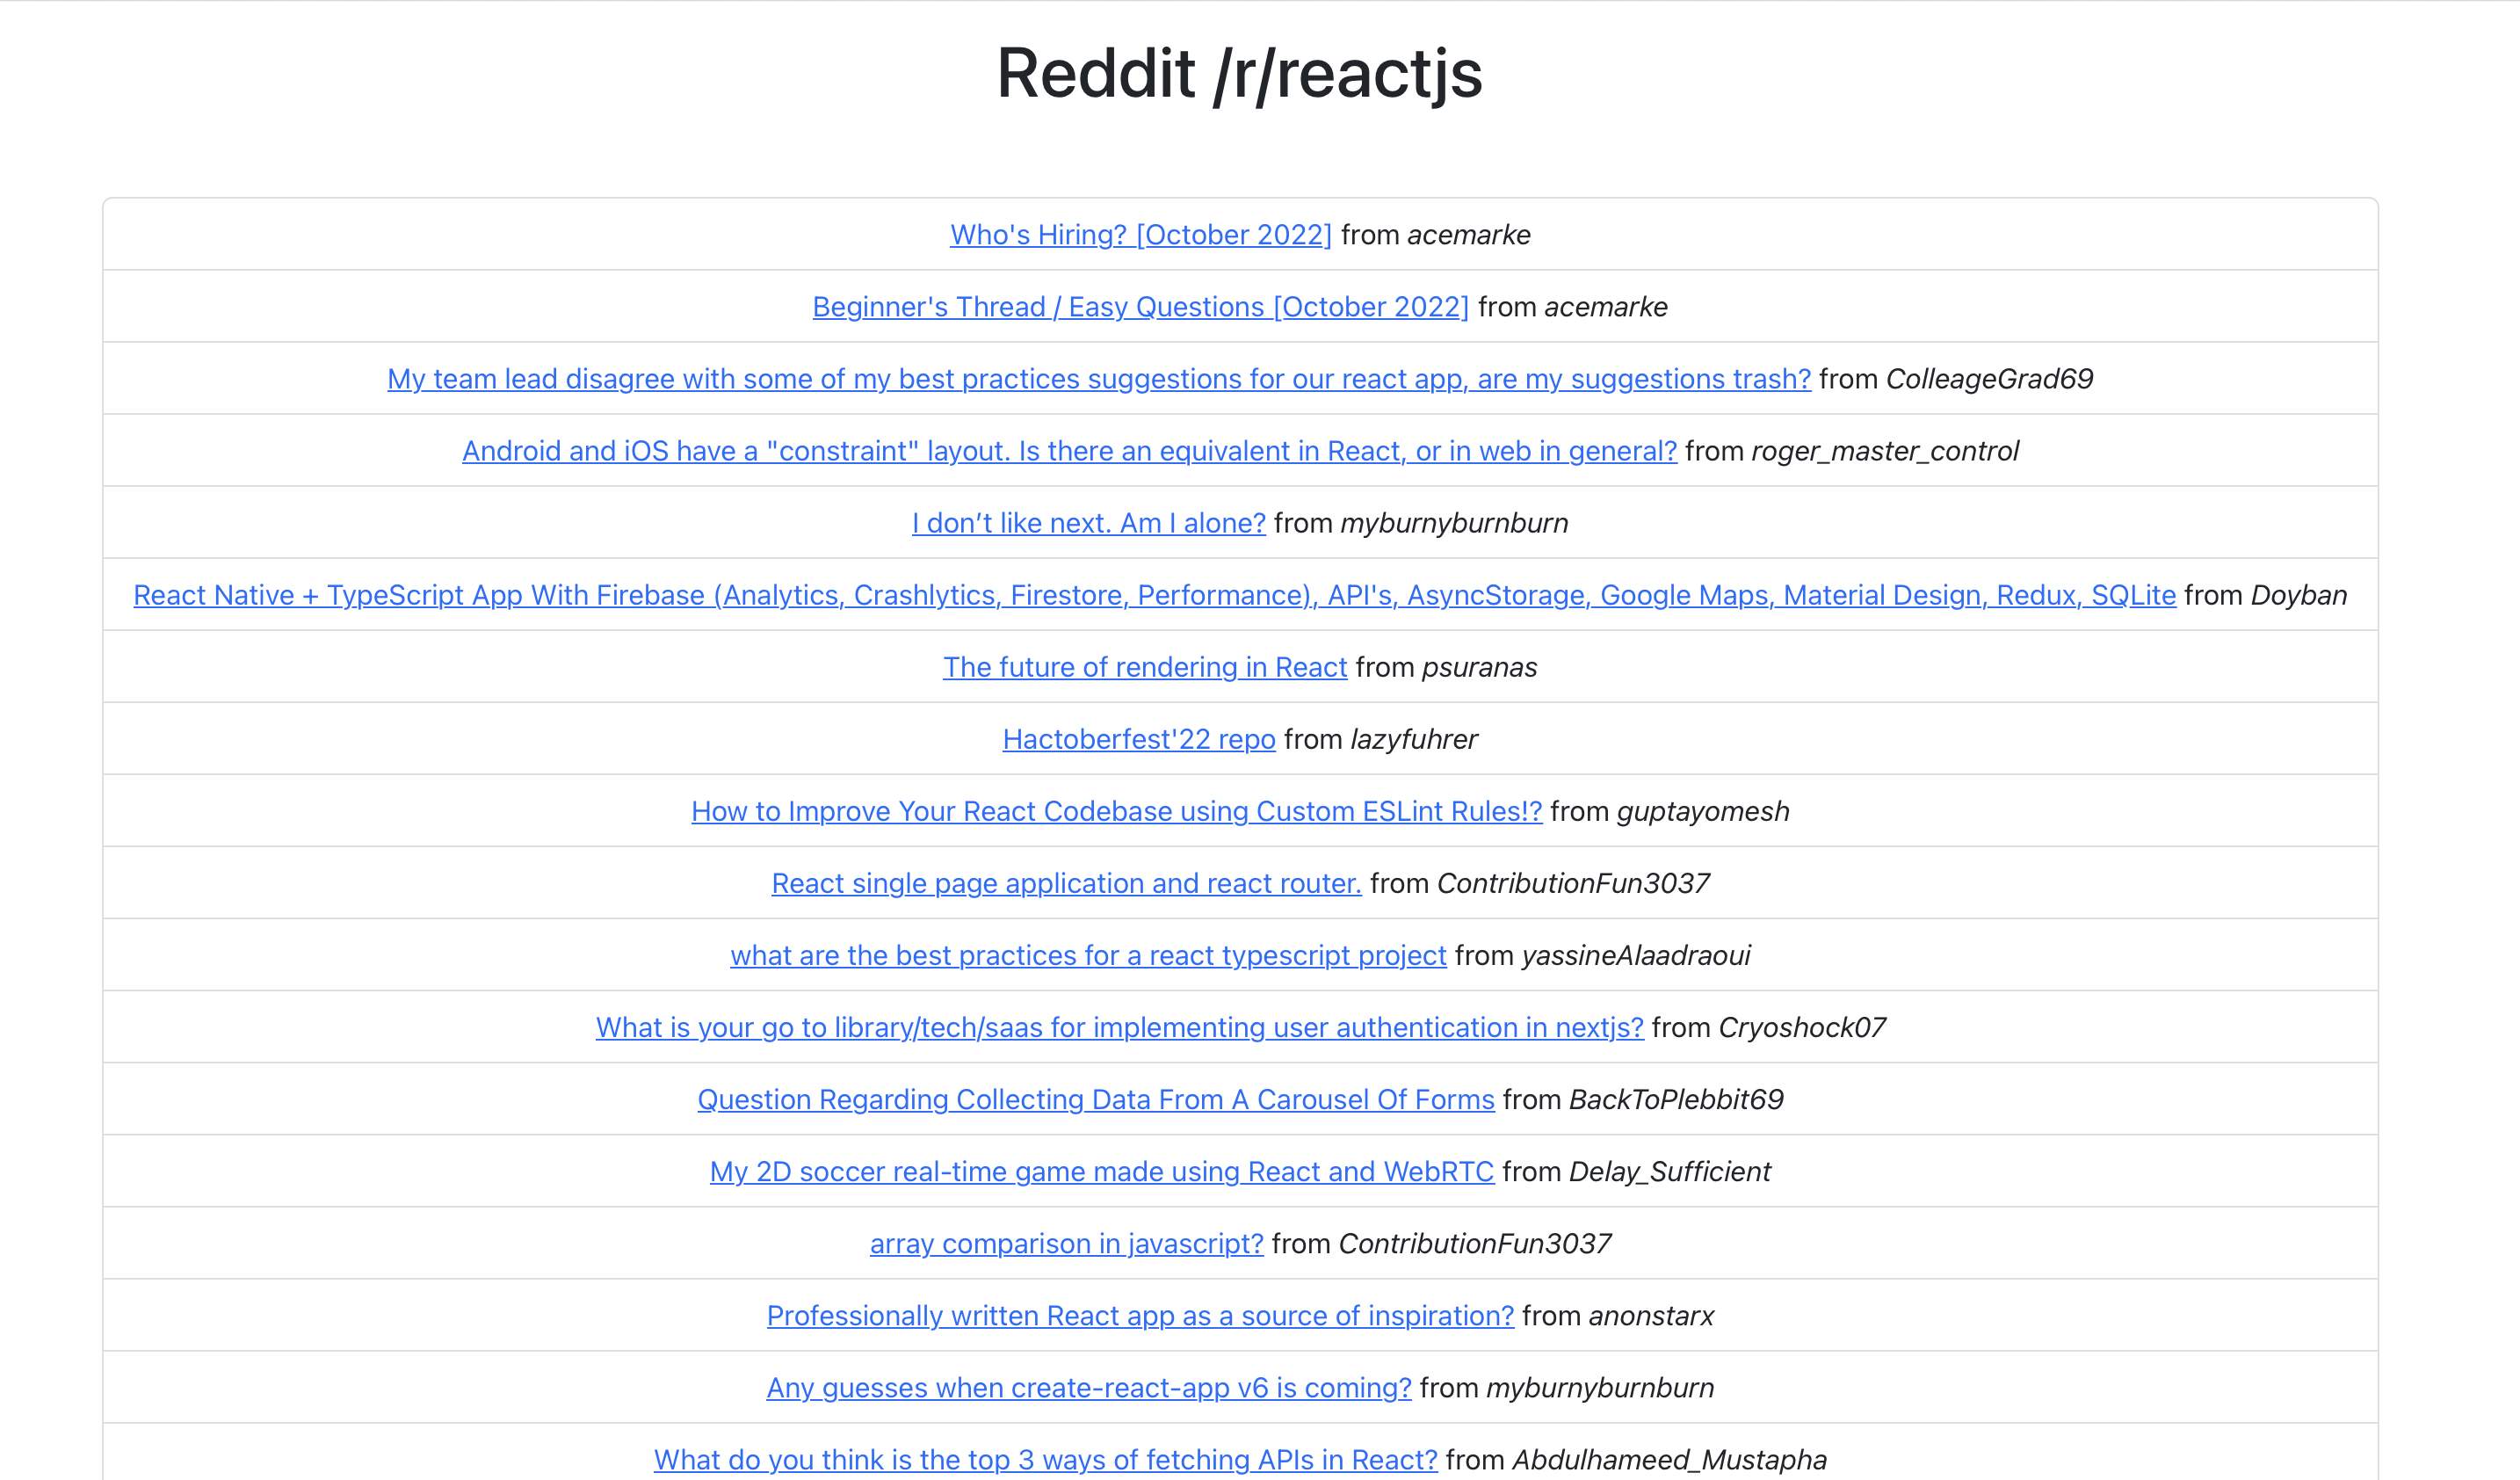 Reddit /r/reactjs
Who's Hiring? [October 2022] from acemarke
Beginner's Thread / Easy Questions [October 2022] from acemarke
My team lead disagree with some of my best practices suggestions for our react app, are my suggestions trash? from ColleageGrad69
Android and iOS have a "constraint" layout. Is there an equivalent in React, or in web in general? from roger_master_control
I don’t like next. Am I alone? from myburnyburnburn
React Native + TypeScript App With Firebase (Analytics, Crashlytics, Firestore, Performance), API's, AsyncStorage, Google Maps, Material Design, Redux, SQLite from Doyban
The future of rendering in React from psuranas
Hactoberfest'22 repo from lazyfuhrer
How to Improve Your React Codebase using Custom ESLint Rules!? from guptayomesh
React single page application and react router. from ContributionFun3037
what are the best practices for a react typescript project from yassineAlaadraoui
What is your go to library/tech/saas for implementing user authentication in nextjs? from Cryoshock07
Question Regarding Collecting Data From A Carousel Of Forms from BackToPlebbit69
My 2D soccer real-time game made using React and WebRTC from Delay_Sufficient
array comparison in javascript? from ContributionFun3037
Professionally written React app as a source of inspiration? from anonstarx
Any guesses when create-react-app v6 is coming? from myburnyburnburn
What do you think is the top 3 ways of fetching APIs in React? from Abdulhameed_Mustapha